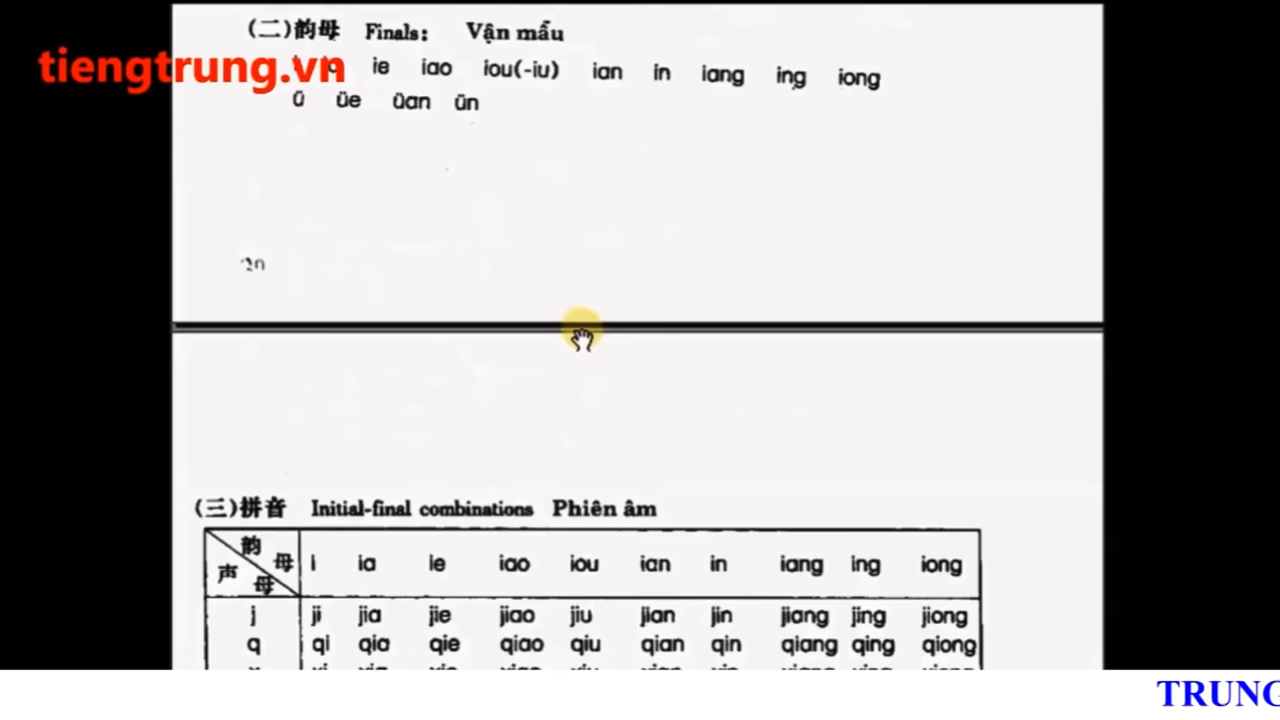 (二)韵母 Finals: Vận mẫu
tiengtrung.vn
ie iao iou(-iu) ian in iang ing iong
ü üe üan ün
20
(三)拼音 Initial-final combinations Phiên âm
韵母 声母 i ia ie iao iou ian in iang ing iong
j ji jia jie jiao jiu jian jin jiang jing jiong
q qi qia qie qiao qiu qian qin qiang qing qiong
TRUNG